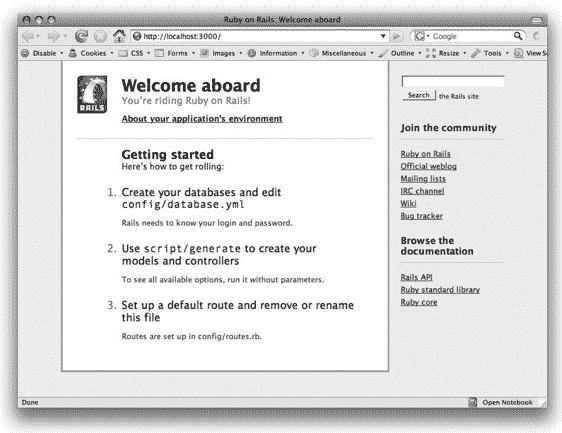 Ruby on Rails: Welcome aboard
http://localhost:3000/
Google
Disable Cookies CSS Forms Images Information Miscellaneous Outline Resize Tools View
RAILS
Welcome aboard
You're riding Ruby on Rails!
About your application's environment
Getting started
Here's how to get rolling:
1. Create your databases and edit
config/database.yml
Rails needs to know your login and password.
2. Use script/generate to create your
models and controllers
To see all available options, run it without parameters.
3. Set up a default route and remove or rename
this file
Routes are set up in config/routes.rb.
Search the Rails site
Join the community
Ruby on Rails
Official weblog
Mailing lists
IRC channel
Wiki
Bug tracker
Browse the
documentation
Rails API
Ruby standard library
Ruby core
Done
Open Notebook